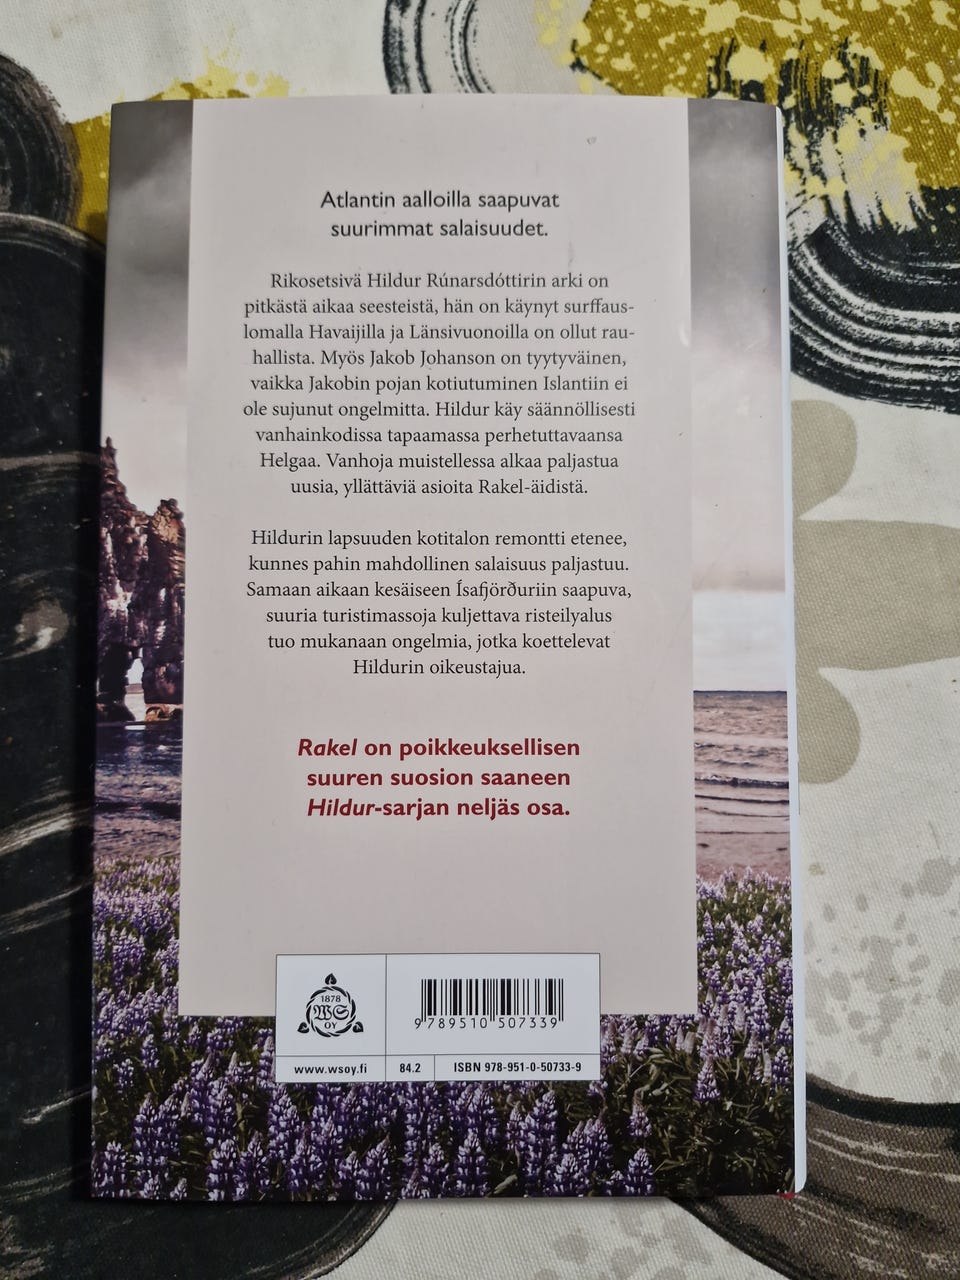 Atlantin aalloilla saapuvat
suurimmat salaisuudet.
Rikosetsivä Hildur Rúnarsdóttirin arki on
pitkästä aikaa seesteistä, hän on käynyt surffaus-
lomalla Havaijilla ja Länsivuonoilla on ollut rau-
hallista. Myös Jakob Johanson on tyytyväinen,
vaikka Jakobin pojan kotiutuminen Islantiin ei
ole sujunut ongelmitta. Hildur käy säännöllisesti
vanhainkodissa tapaamassa perhetuttavaansa
Helgaa. Vanhoja muistellessa alkaa paljastua
uusia, yllättäviä asioita Rakel-äidistä.
Hildurin lapsuuden kotitalon remontti etenee,
kunnes pahin mahdollinen salaisuus paljastuu.
Samaan aikaan kesäiseen Ísafjörðuriin saapuva,
suuria turistimassoja kuljettava risteilyalus
tuo mukanaan ongelmia, jotka koettelevat
Hildurin oikeustajua.
Rakel on poikkeuksellisen
suuren suosion saaneen
Hildur-sarjan neljäs osa.
1878
WS
OY
9 789510 507339
www.wsoy.fi
84.2
ISBN 978-951-0-50733-9